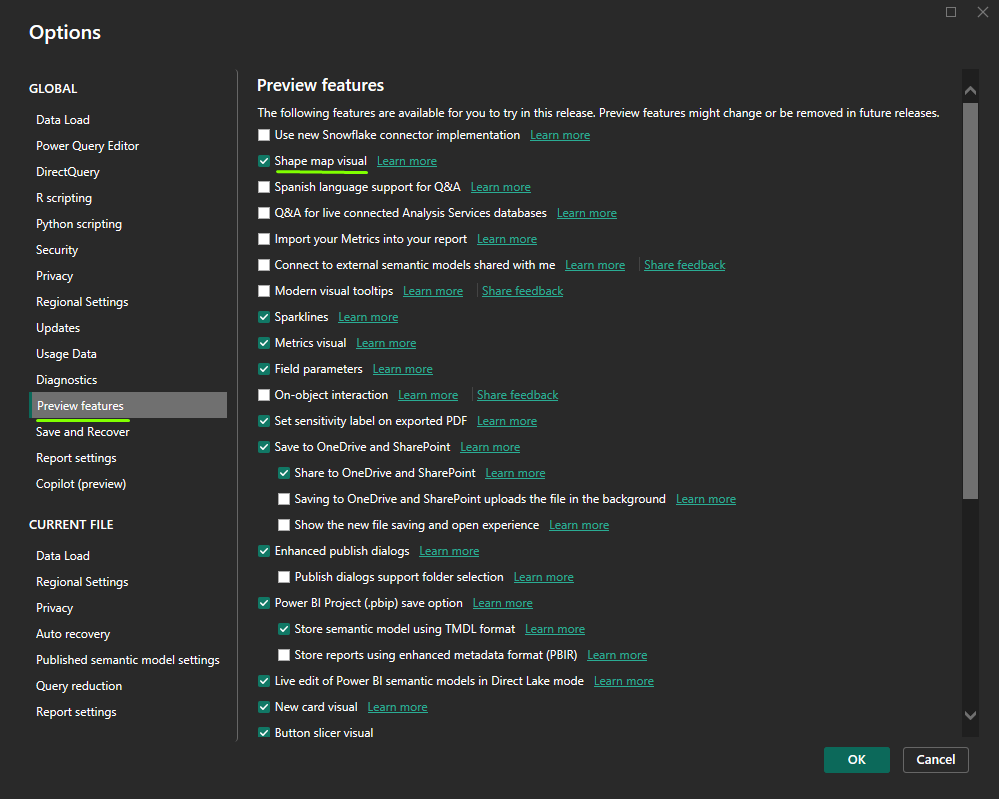 Options
GLOBAL
Data Load
Power Query Editor
DirectQuery
R scripting
Python scripting
Security
Privacy
Regional Settings
Updates
Usage Data
Diagnostics
Preview features
Save and Recover
Report settings
Copilot (preview)
CURRENT FILE
Data Load
Regional Settings
Privacy
Auto recovery
Published semantic model settings
Query reduction
Report settings
Preview features
The following features are available for you to try in this release. Preview features might change or be removed in future releases.
Use new Snowflake connector implementation Learn more
Shape map visual Learn more
Spanish language support for Q&A Learn more
Q&A for live connected Analysis Services databases Learn more
Import your Metrics into your report Learn more
Connect to external semantic models shared with me Learn more Share feedback
Modern visual tooltips Learn more Share feedback
Sparklines Learn more
Metrics visual Learn more
Field parameters Learn more
On-object interaction Learn more Share feedback
Set sensitivity label on exported PDF Learn more
Save to OneDrive and SharePoint Learn more
Share to OneDrive and SharePoint Learn more
Saving to OneDrive and SharePoint uploads the file in the background Learn more
Show the new file saving and open experience Learn more
Enhanced publish dialogs Learn more
Publish dialogs support folder selection Learn more
Power BI Project (.pbip) save option Learn more
Store semantic model using TMDL format Learn more
Store reports using enhanced metadata format (PBIR) Learn more
Live edit of Power BI semantic models in Direct Lake mode Learn more
New card visual Learn more
Button slicer visual
OK Cancel